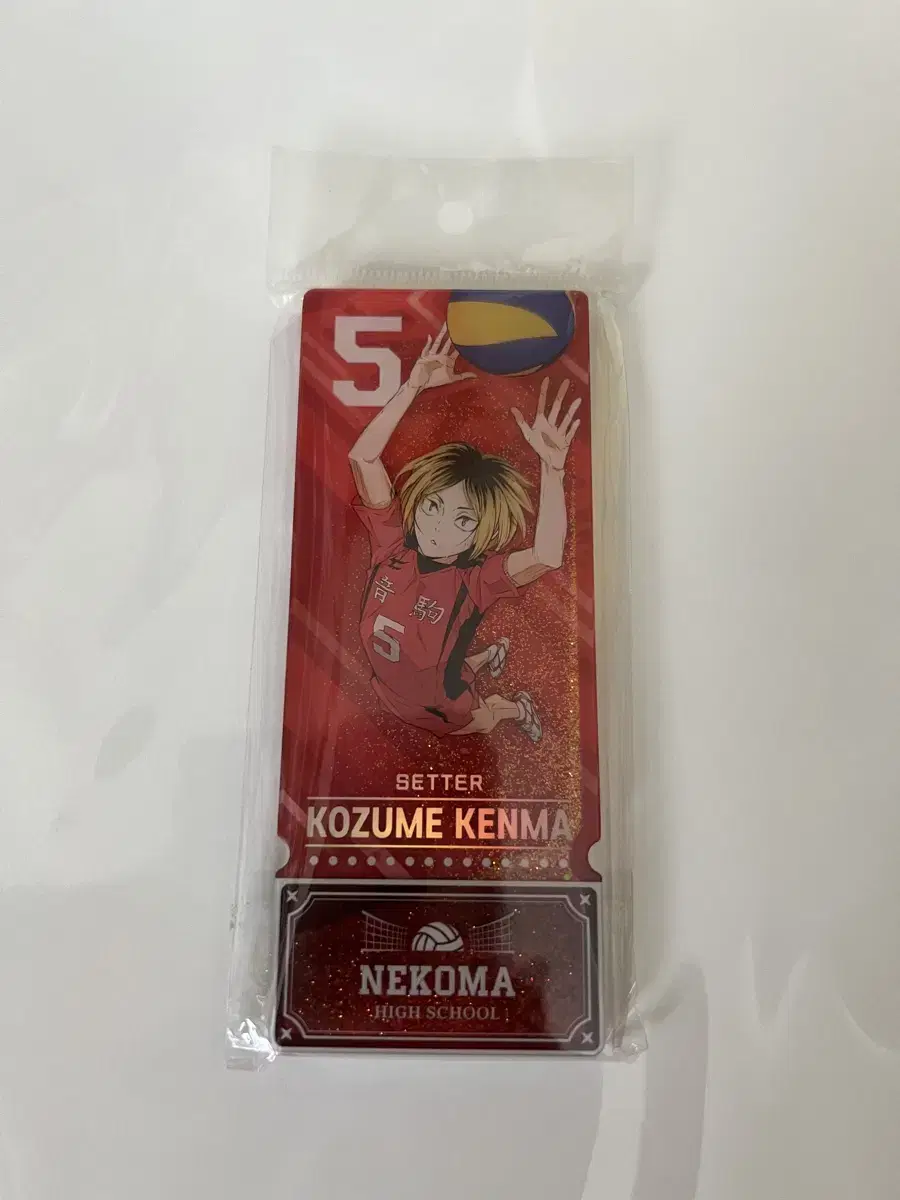 5
音駒
5
SETTER
KOZUME KENMA
NEKOMA
HIGH SCHOOL